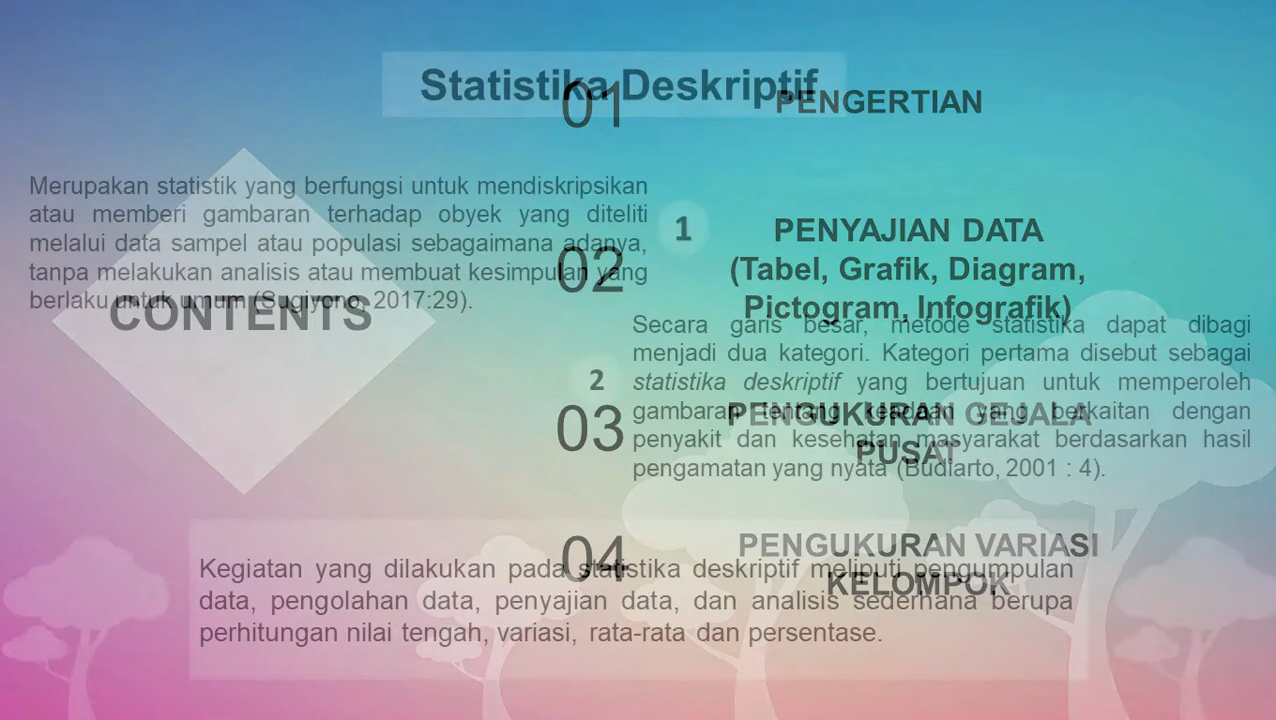 Statistika Deskriptif
Merupakan statistik yang berfungsi untuk mendiskripsikan
atau memberi gambaran terhadap obyek yang diteliti
melalui data sampel atau populasi sebagaimana adanya,
tanpa melakukan analisis atau membuat kesimpulan yang
berlaku untuk umum (Sugiyono, 2017:29).
1
2
Secara garis besar, metode statistika dapat dibagi
menjadi dua kategori. Kategori pertama disebut sebagai
statistika deskriptif yang bertujuan untuk memperoleh
gambaran tentang keadaan yang berkaitan dengan
penyakit dan kesehatan masyarakat berdasarkan hasil
pengamatan yang nyata (Budiarto, 2001 : 4).
Kegiatan yang dilakukan pada statistika deskriptif meliputi pengumpulan
data, pengolahan data, penyajian data, dan analisis sederhana berupa
perhitungan nilai tengah, variasi, rata-rata dan persentase.
CONTENTS
01
PENGERTIAN
02
PENYAJIAN DATA
(Tabel, Grafik, Diagram,
Pictogram, Infografik)
03
PENGUKURAN GEJALA
PUSAT
04
PENGUKURAN VARIASI
KELOMPOK